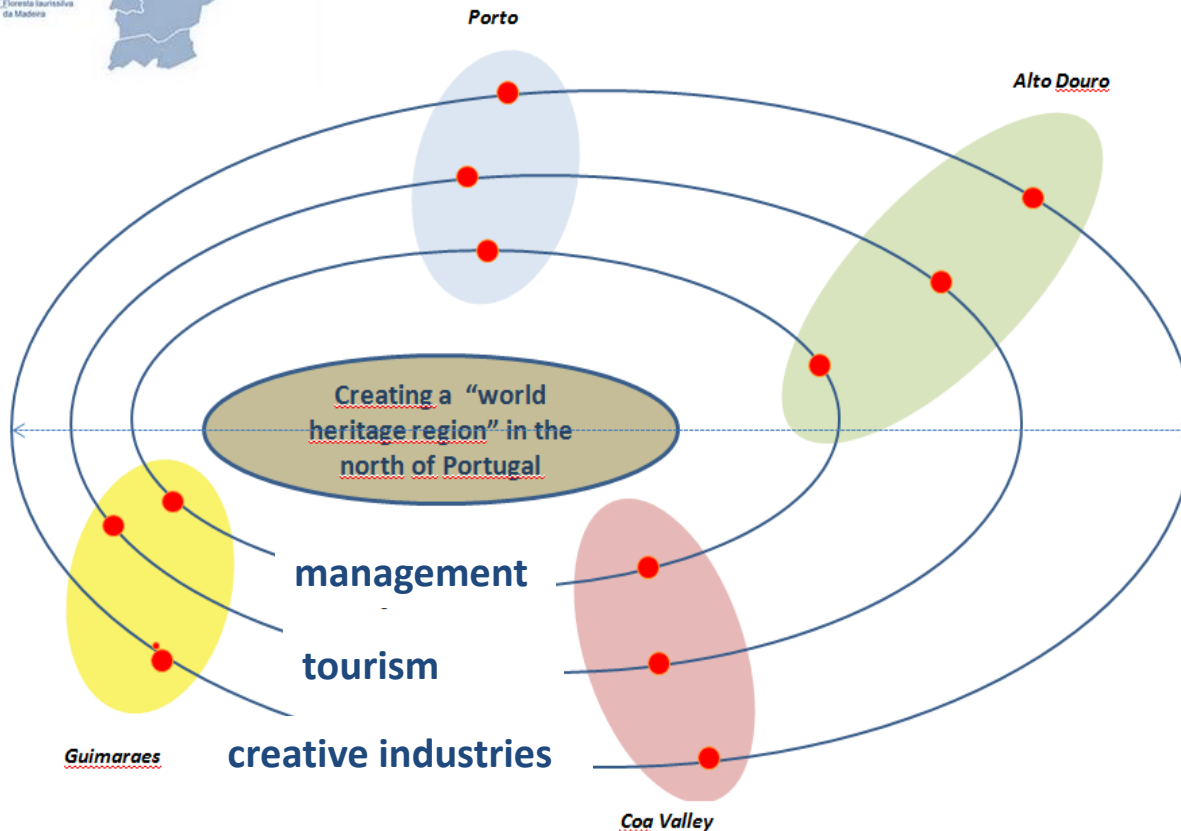 Floresta laurissilva
da Madeira
Porto
Alto Douro
Creating a “world
heritage region” in the
north of Portugal
management
tourism
creative industries
Guimaraes
Coa Valley